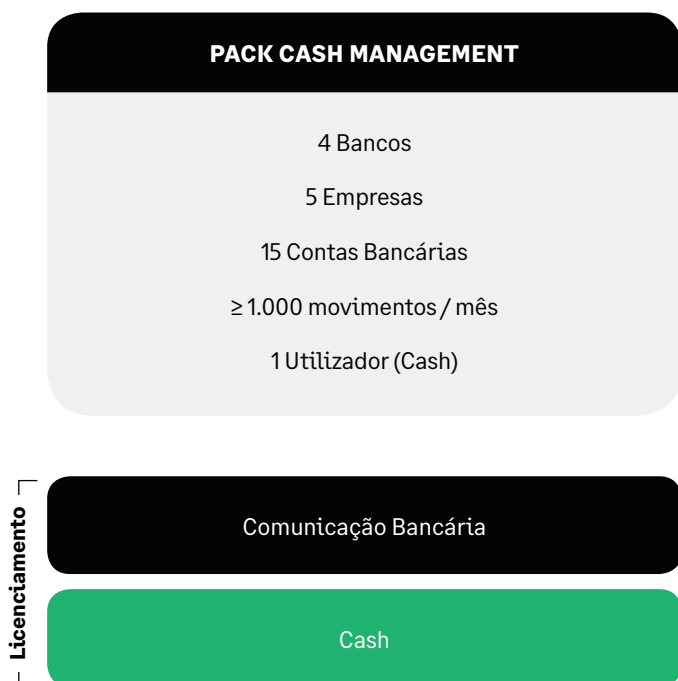 PACK CASH MANAGEMENT
4 Bancos
5 Empresas
15 Contas Bancárias
≥ 1.000 movimentos / mês
1 Utilizador (Cash)
Licenciamento
Comunicação Bancária
Cash